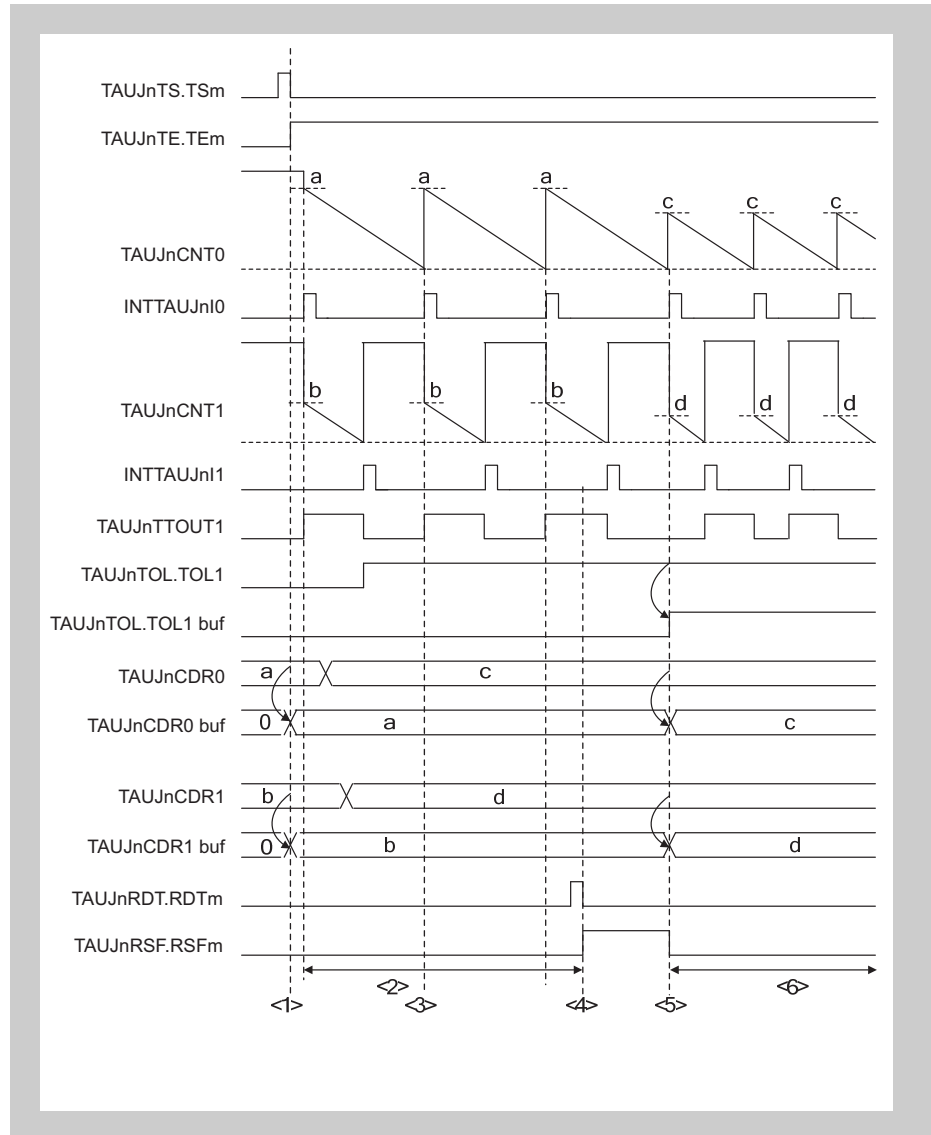 TAUJnTS.TSm
TAUJnTE.TEm
a a a
c c c
TAUJnCNT0
INTTAUJnI0
b b b d d d
TAUJnCNT1
INTTAUJnI1
TAUJnTTOUT1
TAUJnTOL.TOL1
TAUJnTOL.TOL1 buf
TAUJnCDR0 a c
TAUJnCDR0 buf 0 a c
TAUJnCDR1 b d
TAUJnCDR1 buf 0 b d
TAUJnRDT.RDTm
TAUJnRSF.RSFm
<2> <6>
<1> <3> <4> <5>